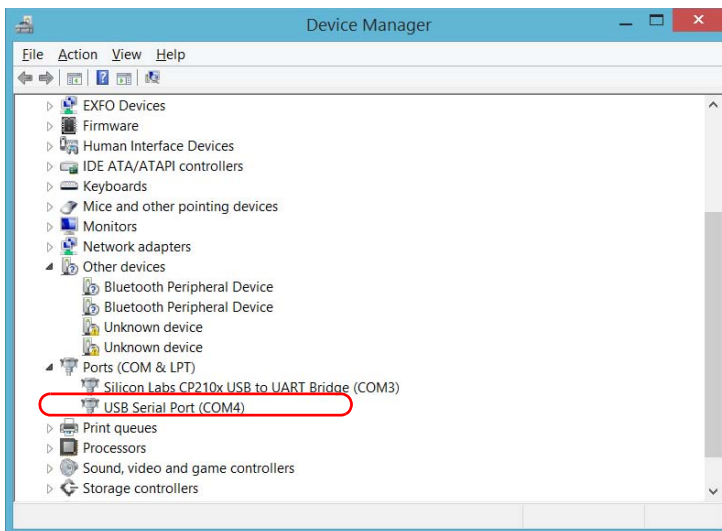 Device Manager
File Action View Help
EXFO Devices
Firmware
Human Interface Devices
IDE ATA/ATAPI controllers
Keyboards
Mice and other pointing devices
Monitors
Network adapters
Other devices
Bluetooth Peripheral Device
Bluetooth Peripheral Device
Unknown device
Unknown device
Ports (COM & LPT)
Silicon Labs CP210x USB to UART Bridge (COM3)
USB Serial Port (COM4)
Print queues
Processors
Sound, video and game controllers
Storage controllers